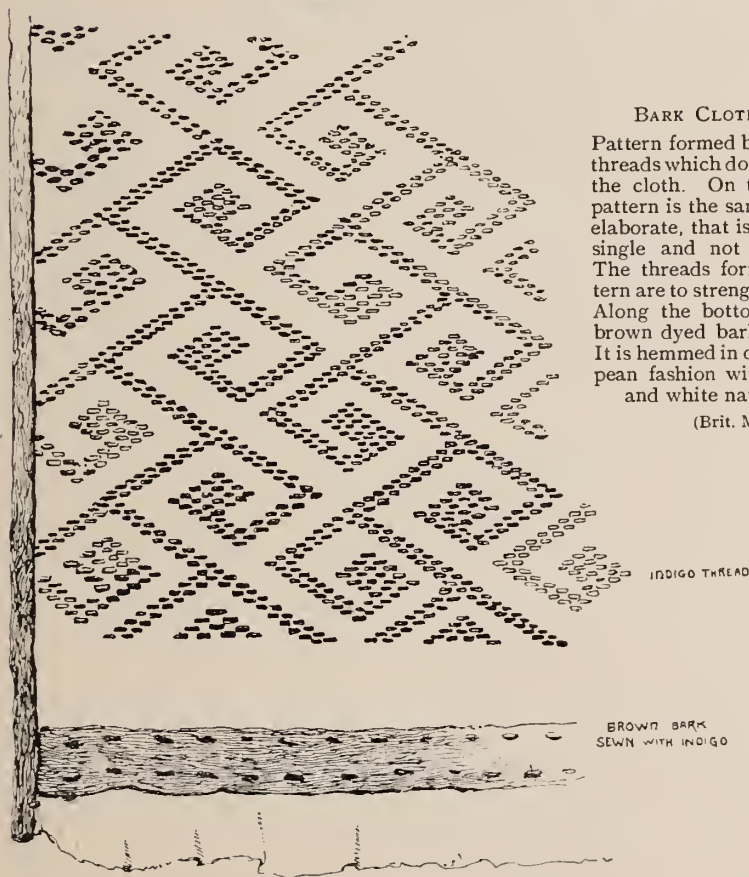 BARK CLOT
Pattern formed b
threads which do
the cloth. On t
pattern is the sar
elaborate, that is
single and not
The threads for
tern are to streng
Along the botto
brown dyed bar
It is hemmed in
pean fashion wi
and white na
(Brit. M
INDIGO THREAD
BROWN BARK
SEWN WITH INDIGO